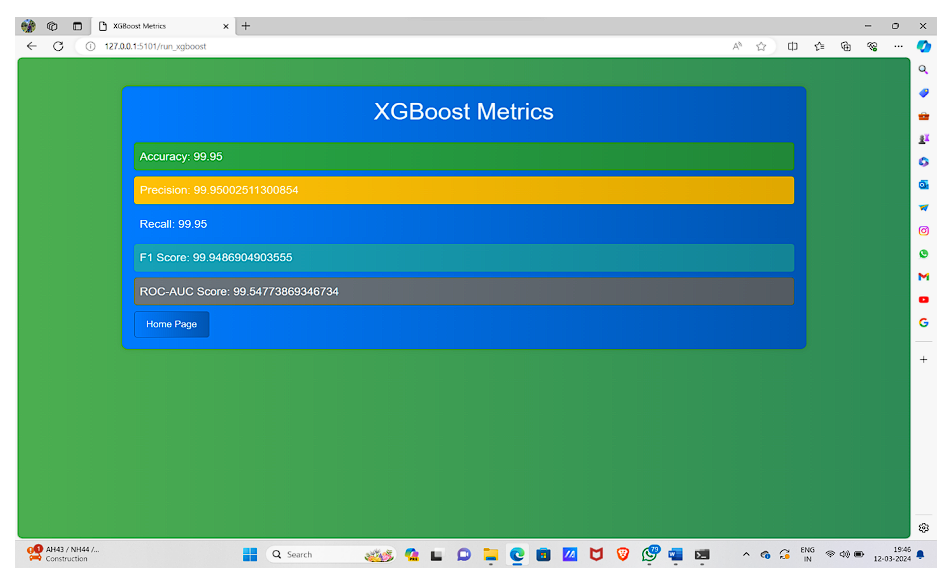 XGBoost Metrics
127.0.0.1:5101/run_xgboost
XGBoost Metrics
Accuracy: 99.95
Precision: 99.95002511300854
Recall: 99.95
F1 Score: 99.9486904903555
ROC-AUC Score: 99.54773869346734
Home Page
AH43 / NH44 /...
Construction
Search
79
ENG
IN
19:46
12-03-2024